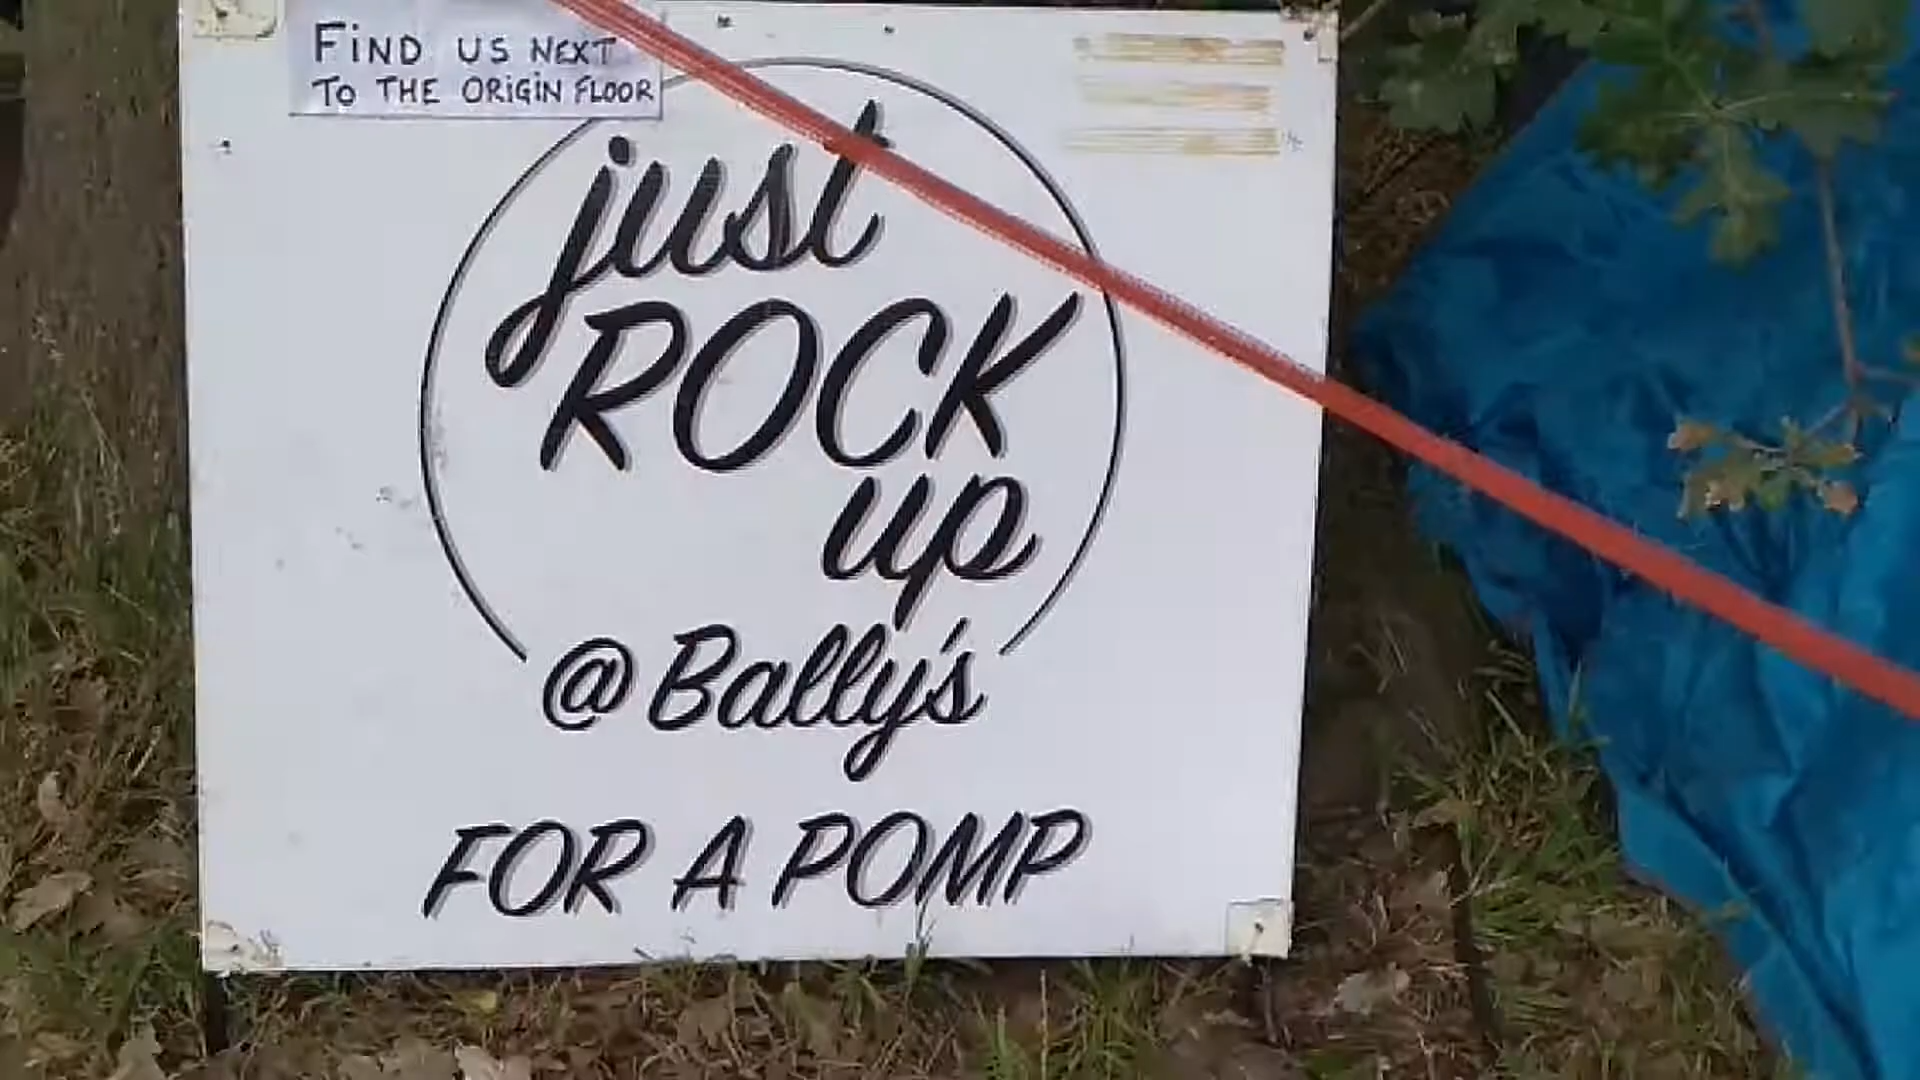 FiND US NEXT
TO THE ORiGiN FLOOR
just
ROCK
up
@Bally's
FOR A POMP